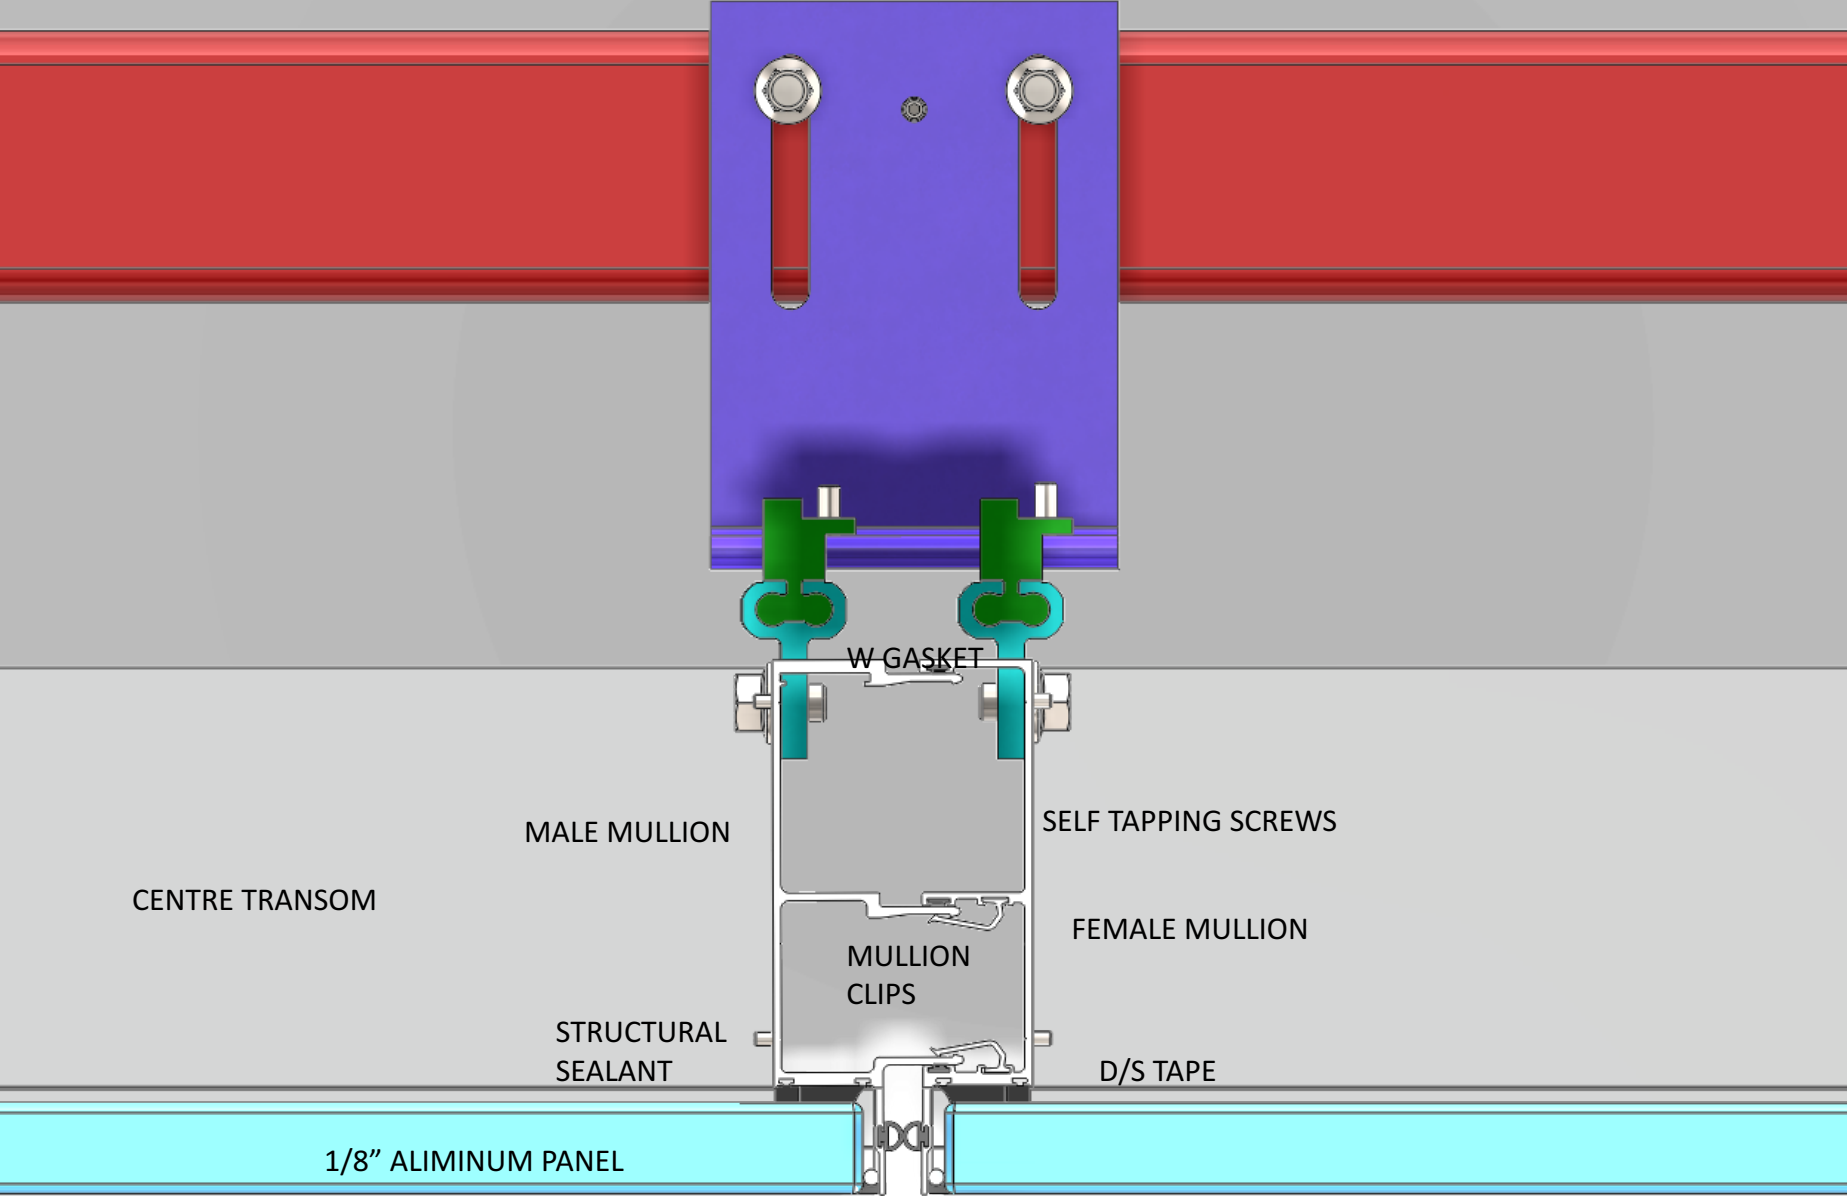 W GASKET
SELF TAPPING SCREWS
MALE MULLION
CENTRE TRANSOM
FEMALE MULLION
MULLION
CLIPS
STRUCTURAL
SEALANT
D/S TAPE
1/8” ALIMINUM PANEL